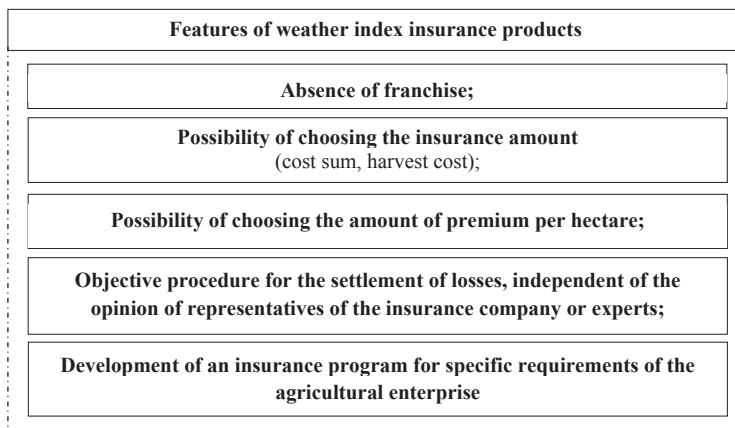 Features of weather index insurance products
Absence of franchise;
Possibility of choosing the insurance amount
(cost sum, harvest cost);
Possibility of choosing the amount of premium per hectare;
Objective procedure for the settlement of losses, independent of the
opinion of representatives of the insurance company or experts;
Development of an insurance program for specific requirements of the
agricultural enterprise